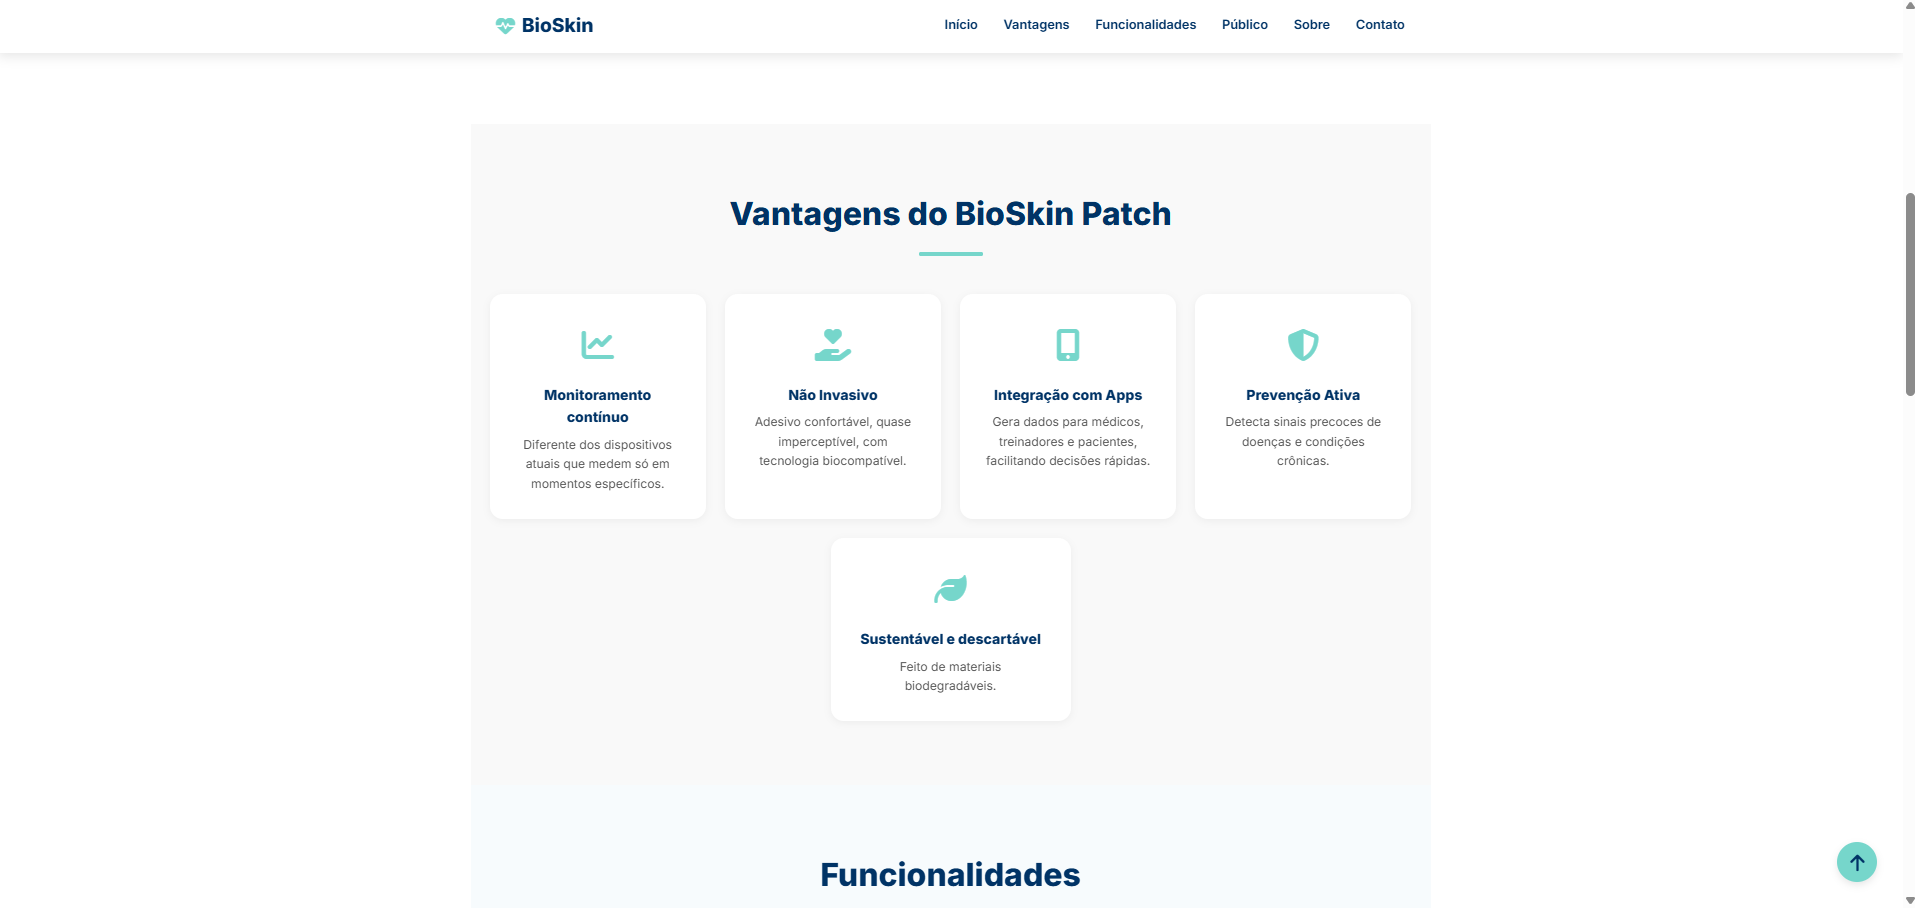 BioSkin
Início
Vantagens
Funcionalidades
Público
Sobre
Contato
Vantagens do BioSkin Patch
Monitoramento
contínuo
Diferente dos dispositivos
atuais que medem só em
momentos específicos.
Não Invasivo
Adesivo confortável, quase
imperceptível, com
tecnologia biocompatível.
Integração com Apps
Gera dados para médicos,
treinadores e pacientes,
facilitando decisões rápidas.
Prevenção Ativa
Detecta sinais precoces de
doenças e condições
crônicas.
Sustentável e descartável
Feito de materiais
biodegradáveis.
Funcionalidades